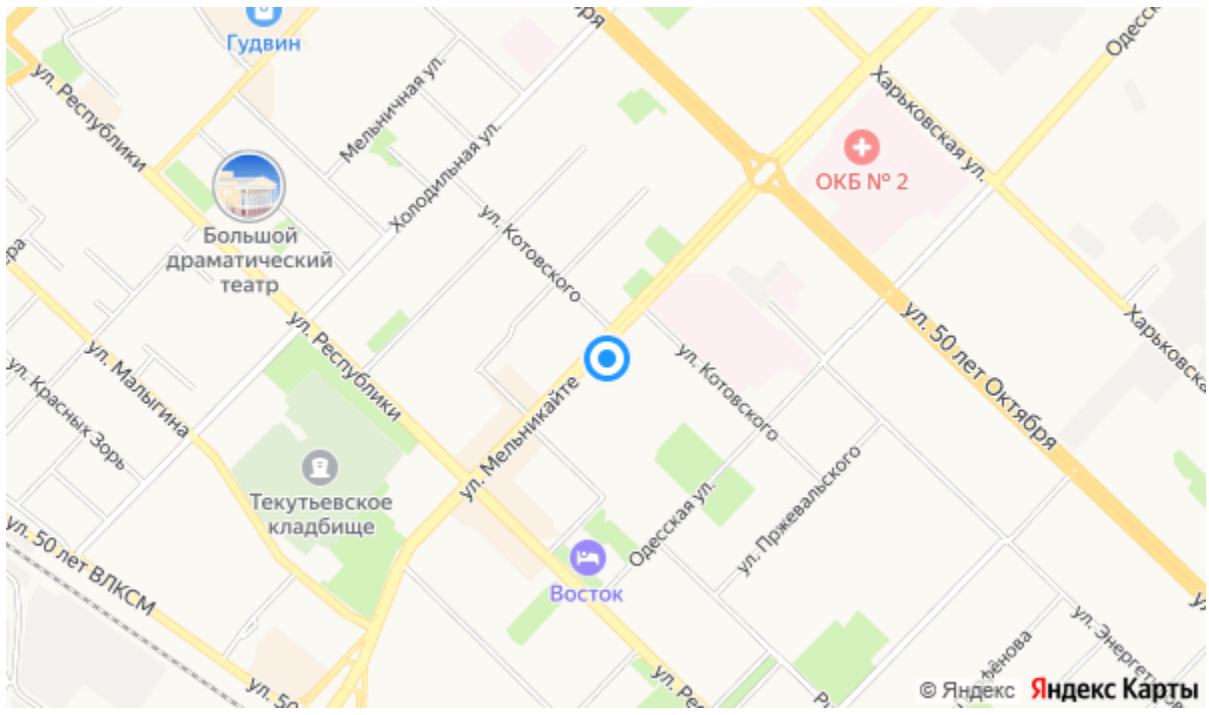 Гудвин
ул. Республики
Мельничная ул.
Холодильная ул.
Харьковская ул.
ОКБ № 2
Большой
драматический
театр
ул. Котовского
ул. Республики
ул. Малыгина
ул. Красных Зорь
ул. Мельникайте
ул. Котовского
ул. 50 лет Октября
Текутьевское
кладбище
ул. Пржевальского
Одесская ул.
ул. 50 лет ВЛКСМ
Восток
© Яндекс Яндекс Карты